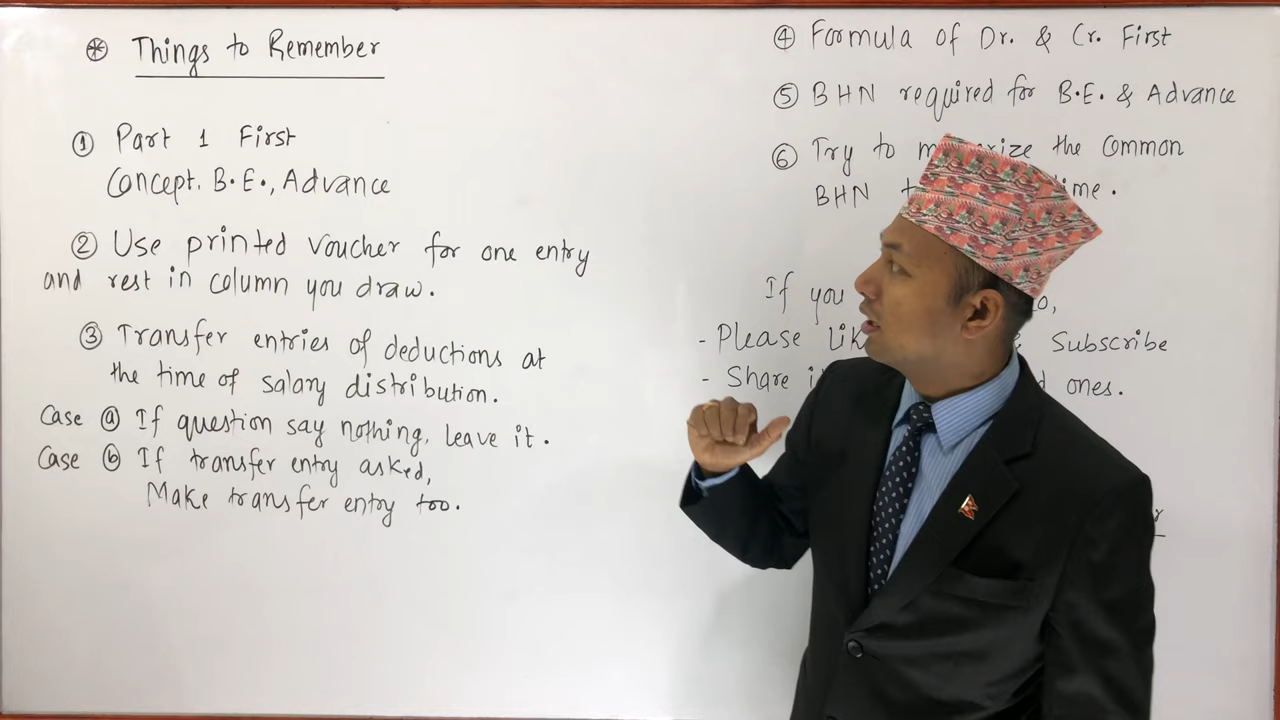 * Things to Remember
① Part 1 First
Concept, B.E., Advance
② Use printed voucher for one entry
and rest in column you draw.
③ Transfer entries of deductions at
the time of salary distribution.
Case ⓐ If question say nothing, leave it.
Case ⓑ If transfer entry asked,
Make transfer entry too.
④ Formula of Dr. & Cr. First
⑤ BHN required for B.E. & Advance
⑥ Try to the Common
BHN
If you
- Please Subscribe
- Share ones.